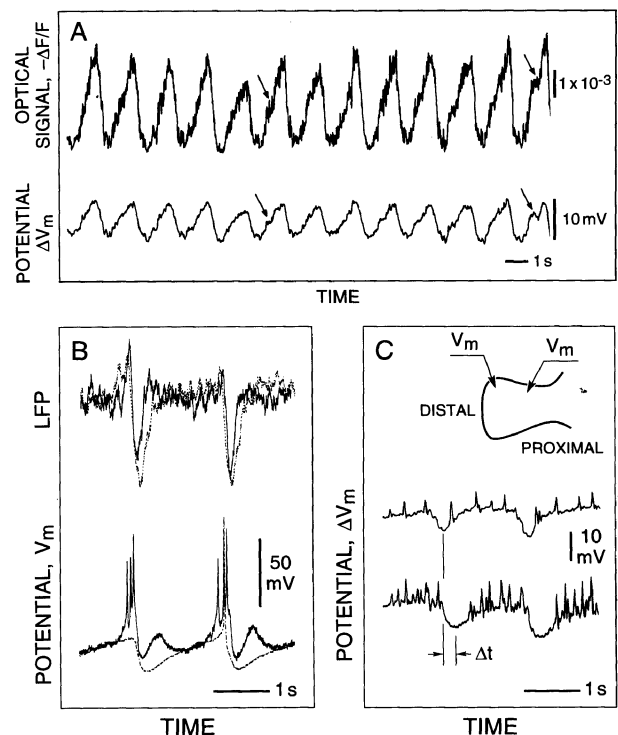 A
OPTICAL
SIGNAL, –ΔF/F
1 x 10-3
POTENTIAL
ΔVm
10 mV
1 s
TIME
B
LFP
POTENTIAL, Vm
50
mV
1 s
TIME
C
Vm
Vm
DISTAL
PROXIMAL
POTENTIAL, ΔVm
10
mV
Δt
1 s
TIME